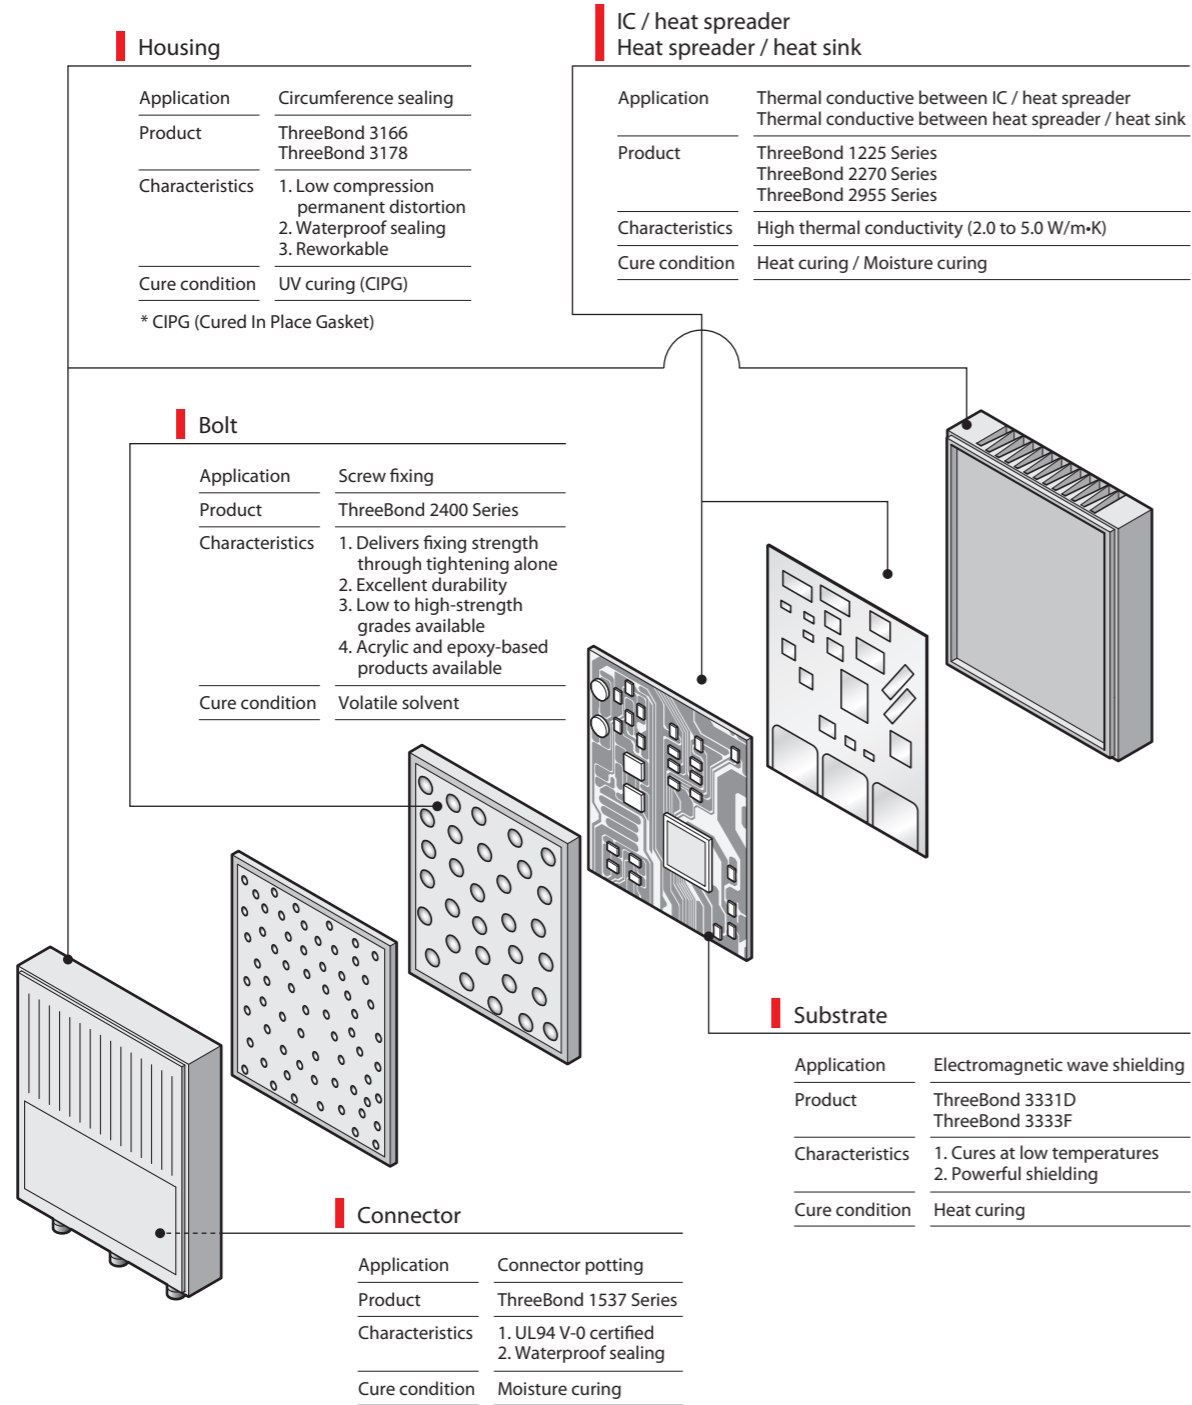 Housing
Application Circumference sealing
Product ThreeBond 3166
ThreeBond 3178
Characteristics 1. Low compression
permanent distortion
2. Waterproof sealing
3. Reworkable
Cure condition UV curing (CIPG)
* CIPG (Cured In Place Gasket)
IC / heat spreader
Heat spreader / heat sink
Application Thermal conductive between IC / heat spreader
Thermal conductive between heat spreader / heat sink
Product ThreeBond 1225 Series
ThreeBond 2270 Series
ThreeBond 2955 Series
Characteristics High thermal conductivity (2.0 to 5.0 W/m•K)
Cure condition Heat curing / Moisture curing
Bolt
Application Screw fixing
Product ThreeBond 2400 Series
Characteristics 1. Delivers fixing strength
through tightening alone
2. Excellent durability
3. Low to high-strength
grades available
4. Acrylic and epoxy-based
products available
Cure condition Volatile solvent
Substrate
Application Electromagnetic wave shielding
Product ThreeBond 3331D
ThreeBond 3333F
Characteristics 1. Cures at low temperatures
2. Powerful shielding
Cure condition Heat curing
Connector
Application Connector potting
Product ThreeBond 1537 Series
Characteristics 1. UL94 V-0 certified
2. Waterproof sealing
Cure condition Moisture curing